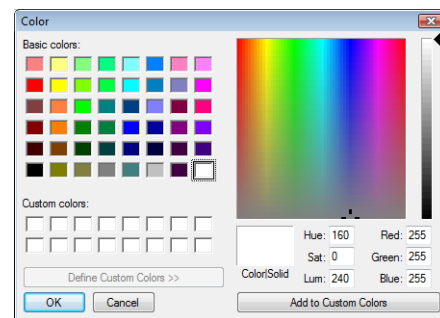 Color
Basic colors:
Custom colors:
Define Custom Colors >>
OK
Cancel
Color|Solid
Hue: 160
Sat: 0
Lum: 240
Red: 255
Green: 255
Blue: 255
Add to Custom Colors